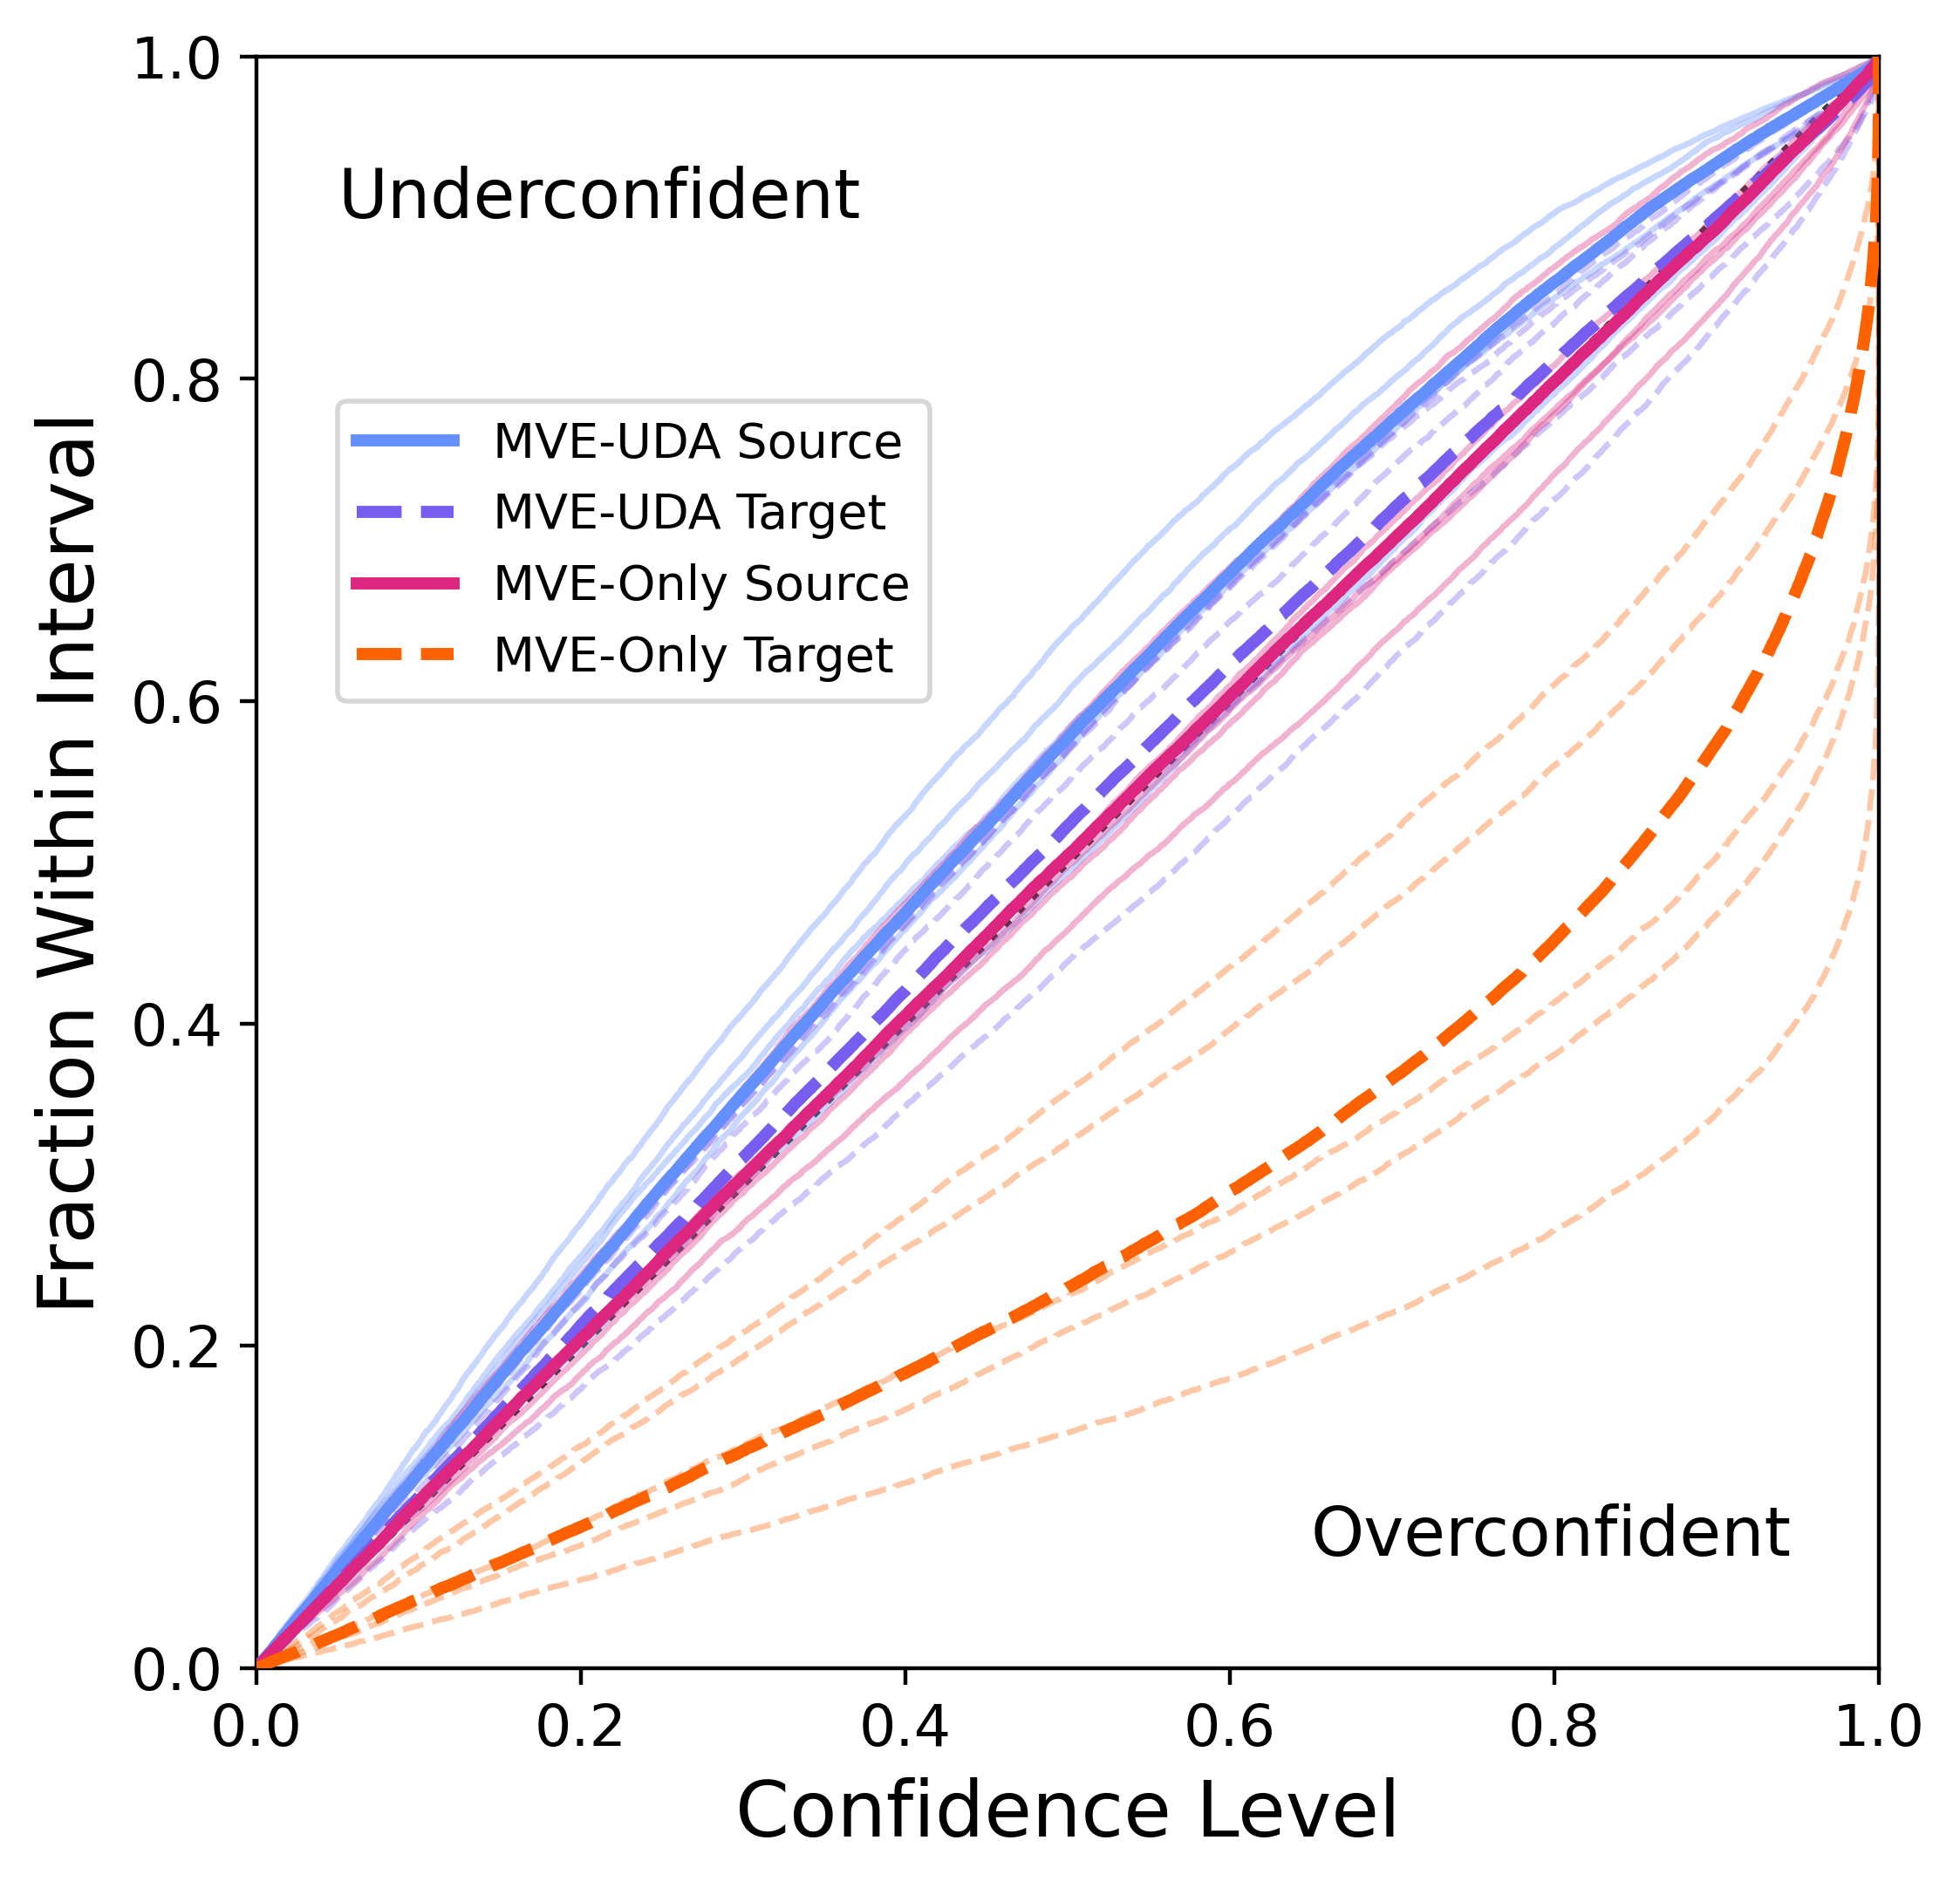 1.0
0.8
0.6
0.4
0.2
0.0
0.0 0.2 0.4 0.6 0.8 1.0
Fraction Within Interval
Confidence Level
Underconfident
MVE-UDA Source
MVE-UDA Target
MVE-Only Source
MVE-Only Target
Overconfident